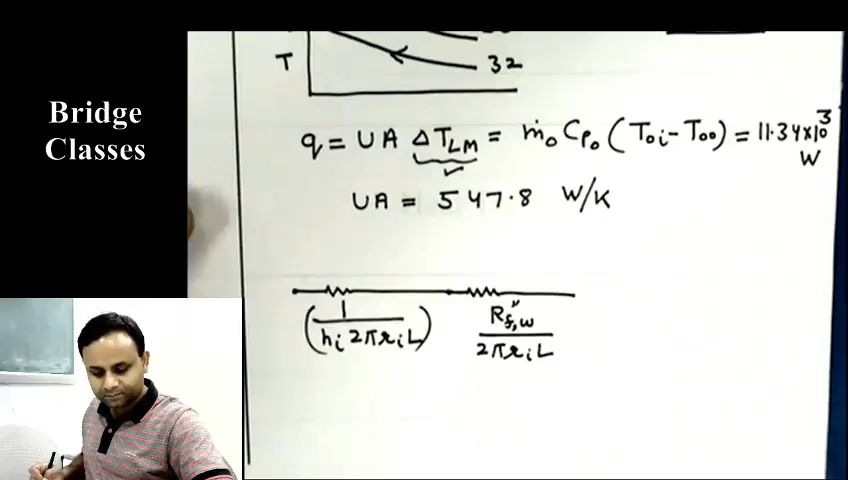 Bridge
Classes
T
32
q = UA ΔT_LM = ṁ_o C_po (T_oi - T_oo) = 11.34×10³
W
UA = 547.8 W/K
1
R"_f,w
(h_i 2πr_i L)
2πr_i L